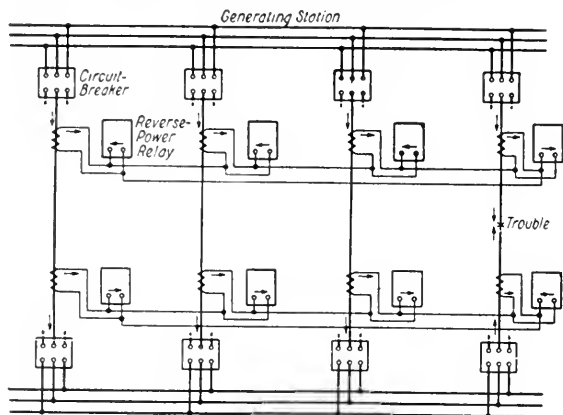 Generating Station
Circuit-
Breaker
Reverse-
Power
Relay
Trouble